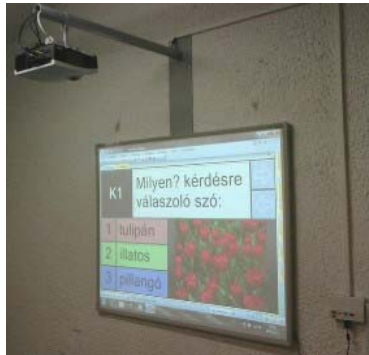 K1
Milyen? kérdésre
válaszoló szó:
1 tulipán
2 illatos
3 pillangó